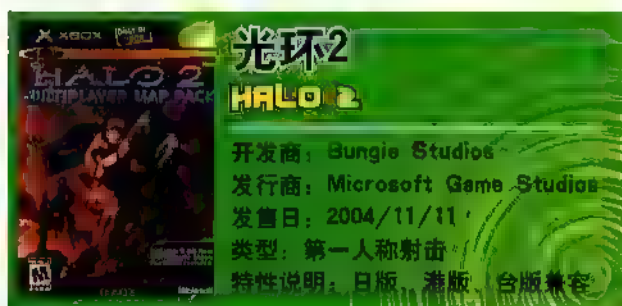 XBOX
HALO 2
MULTIPLAYER MAP PACK
M
光环2
HALO 2
开发商：Bungie Studios
发行商：Microsoft Game Studios
发售日：2004/11/11
类型：第一人称射击
特性说明：日版、港版、台版兼容